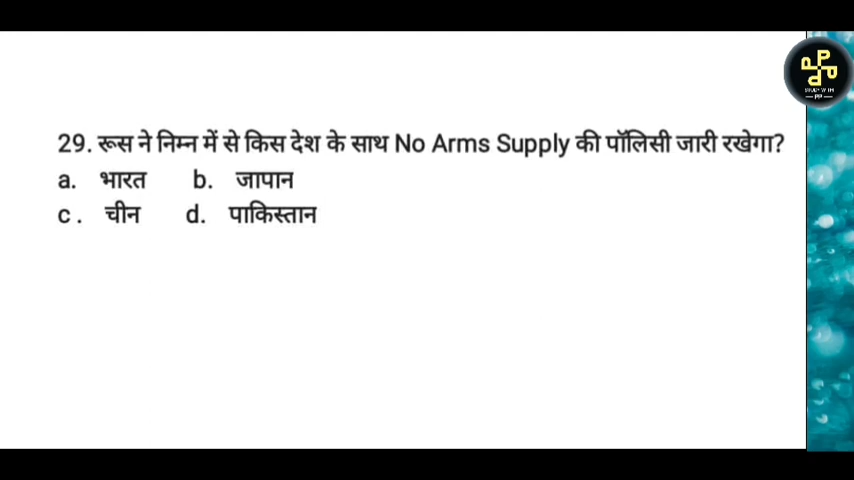 29. रूस ने निम्न में से किस देश के साथ No Arms Supply की पॉलिसी जारी रखेगा?
a. भारत b. जापान
c . चीन d. पाकिस्तान